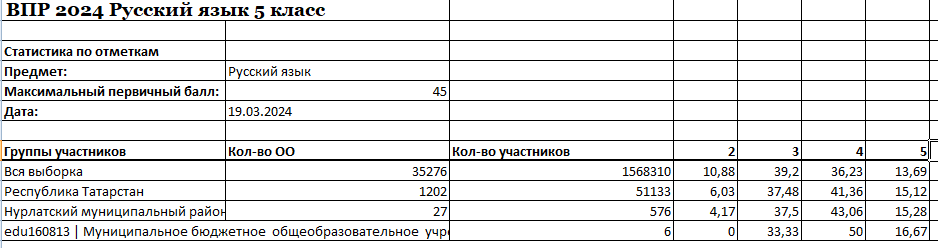 ВПР 2024 Русский язык 5 класс
Статистика по отметкам
Предмет: Русский язык
Максимальный первичный балл: 45
Дата: 19.03.2024
Группы участников Кол-во ОО Кол-во участников 2 3 4 5
Вся выборка 35276 1568310 10,88 39,2 36,23 13,69
Республика Татарстан 1202 51133 6,03 37,48 41,36 15,12
Нурлатский муниципальный район 27 576 4,17 37,5 43,06 15,28
edu160813 | Муниципальное бюджетное общеобразовательное учре 6 0 33,33 50 16,67